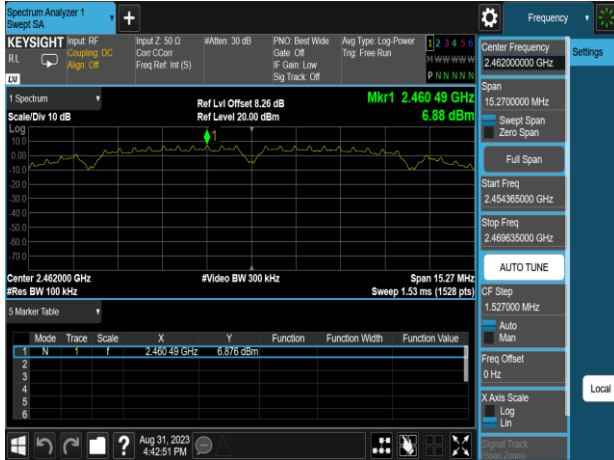 Spectrum Analyzer 1
Swept SA
+
Frequency
KEYSIGHT
RL
Input: RF
Coupling: DC
Align: Off
Input Z: 50 Ω
Corr CCorr
Freq Ref: Int (S)
#Atten: 30 dB
PNO: Best Wide
Gate: Off
IF Gain: Low
Sig Track: Off
Avg Type: Log-Power
Trig: Free Run
1 2 3 4 5 6
M W W W W W
P N N N N N
LXI
1 Spectrum
Scale/Div 10 dB
Ref Lvl Offset 8.26 dB
Ref Level 20.00 dBm
Mkr1 2.460 49 GHz
6.88 dBm
Log
10.0
0.00
-10.0
-20.0
-30.0
-40.0
-50.0
-60.0
-70.0
1
Center 2.462000 GHz
#Res BW 100 kHz
#Video BW 300 kHz
Span 15.27 MHz
Sweep 1.53 ms (1528 pts)
5 Marker Table
Mode Trace Scale X Y Function Function Width Function Value
1 N 1 f 2.460 49 GHz 6.876 dBm
2
3
4
5
6
?
Aug 31, 2023
4:42:51 PM
Center Frequency
2.462000000 GHz
Settings
Span
15.2700000 MHz
Swept Span
Zero Span
Full Span
Start Freq
2.454365000 GHz
Stop Freq
2.469635000 GHz
AUTO TUNE
CF Step
1.527000 MHz
Auto
Man
Freq Offset
0 Hz
X Axis Scale
Log
Lin
Local
Signal Track
(Span Zoom)